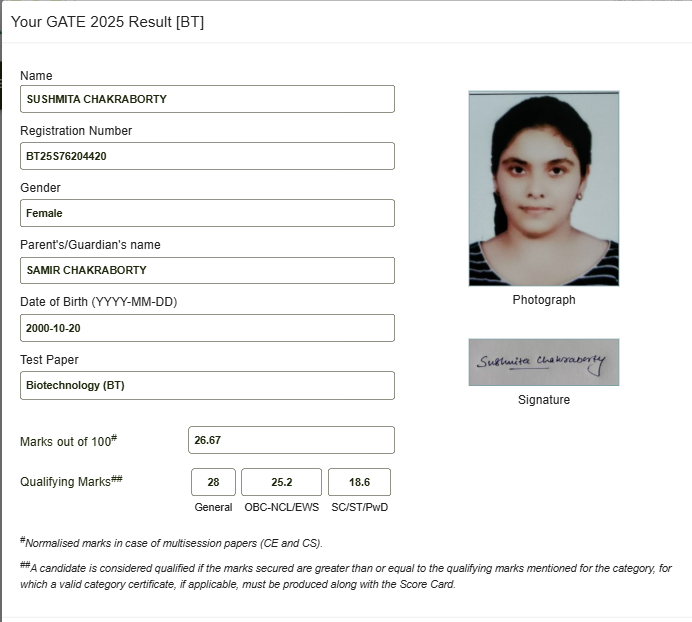 Your GATE 2025 Result [BT]
Name
SUSHMITA CHAKRABORTY
Registration Number
BT25S76204420
Gender
Female
Parent's/Guardian's name
SAMIR CHAKRABORTY
Date of Birth (YYYY-MM-DD)
2000-10-20
Test Paper
Biotechnology (BT)
Photograph
Sushmita Chakraborty
Signature
Marks out of 100# 26.67
Qualifying Marks## 28 25.2 18.6
General OBC-NCL/EWS SC/ST/PwD
#Normalised marks in case of multisession papers (CE and CS).
##A candidate is considered qualified if the marks secured are greater than or equal to the qualifying marks mentioned for the category, for
which a valid category certificate, if applicable, must be produced along with the Score Card.